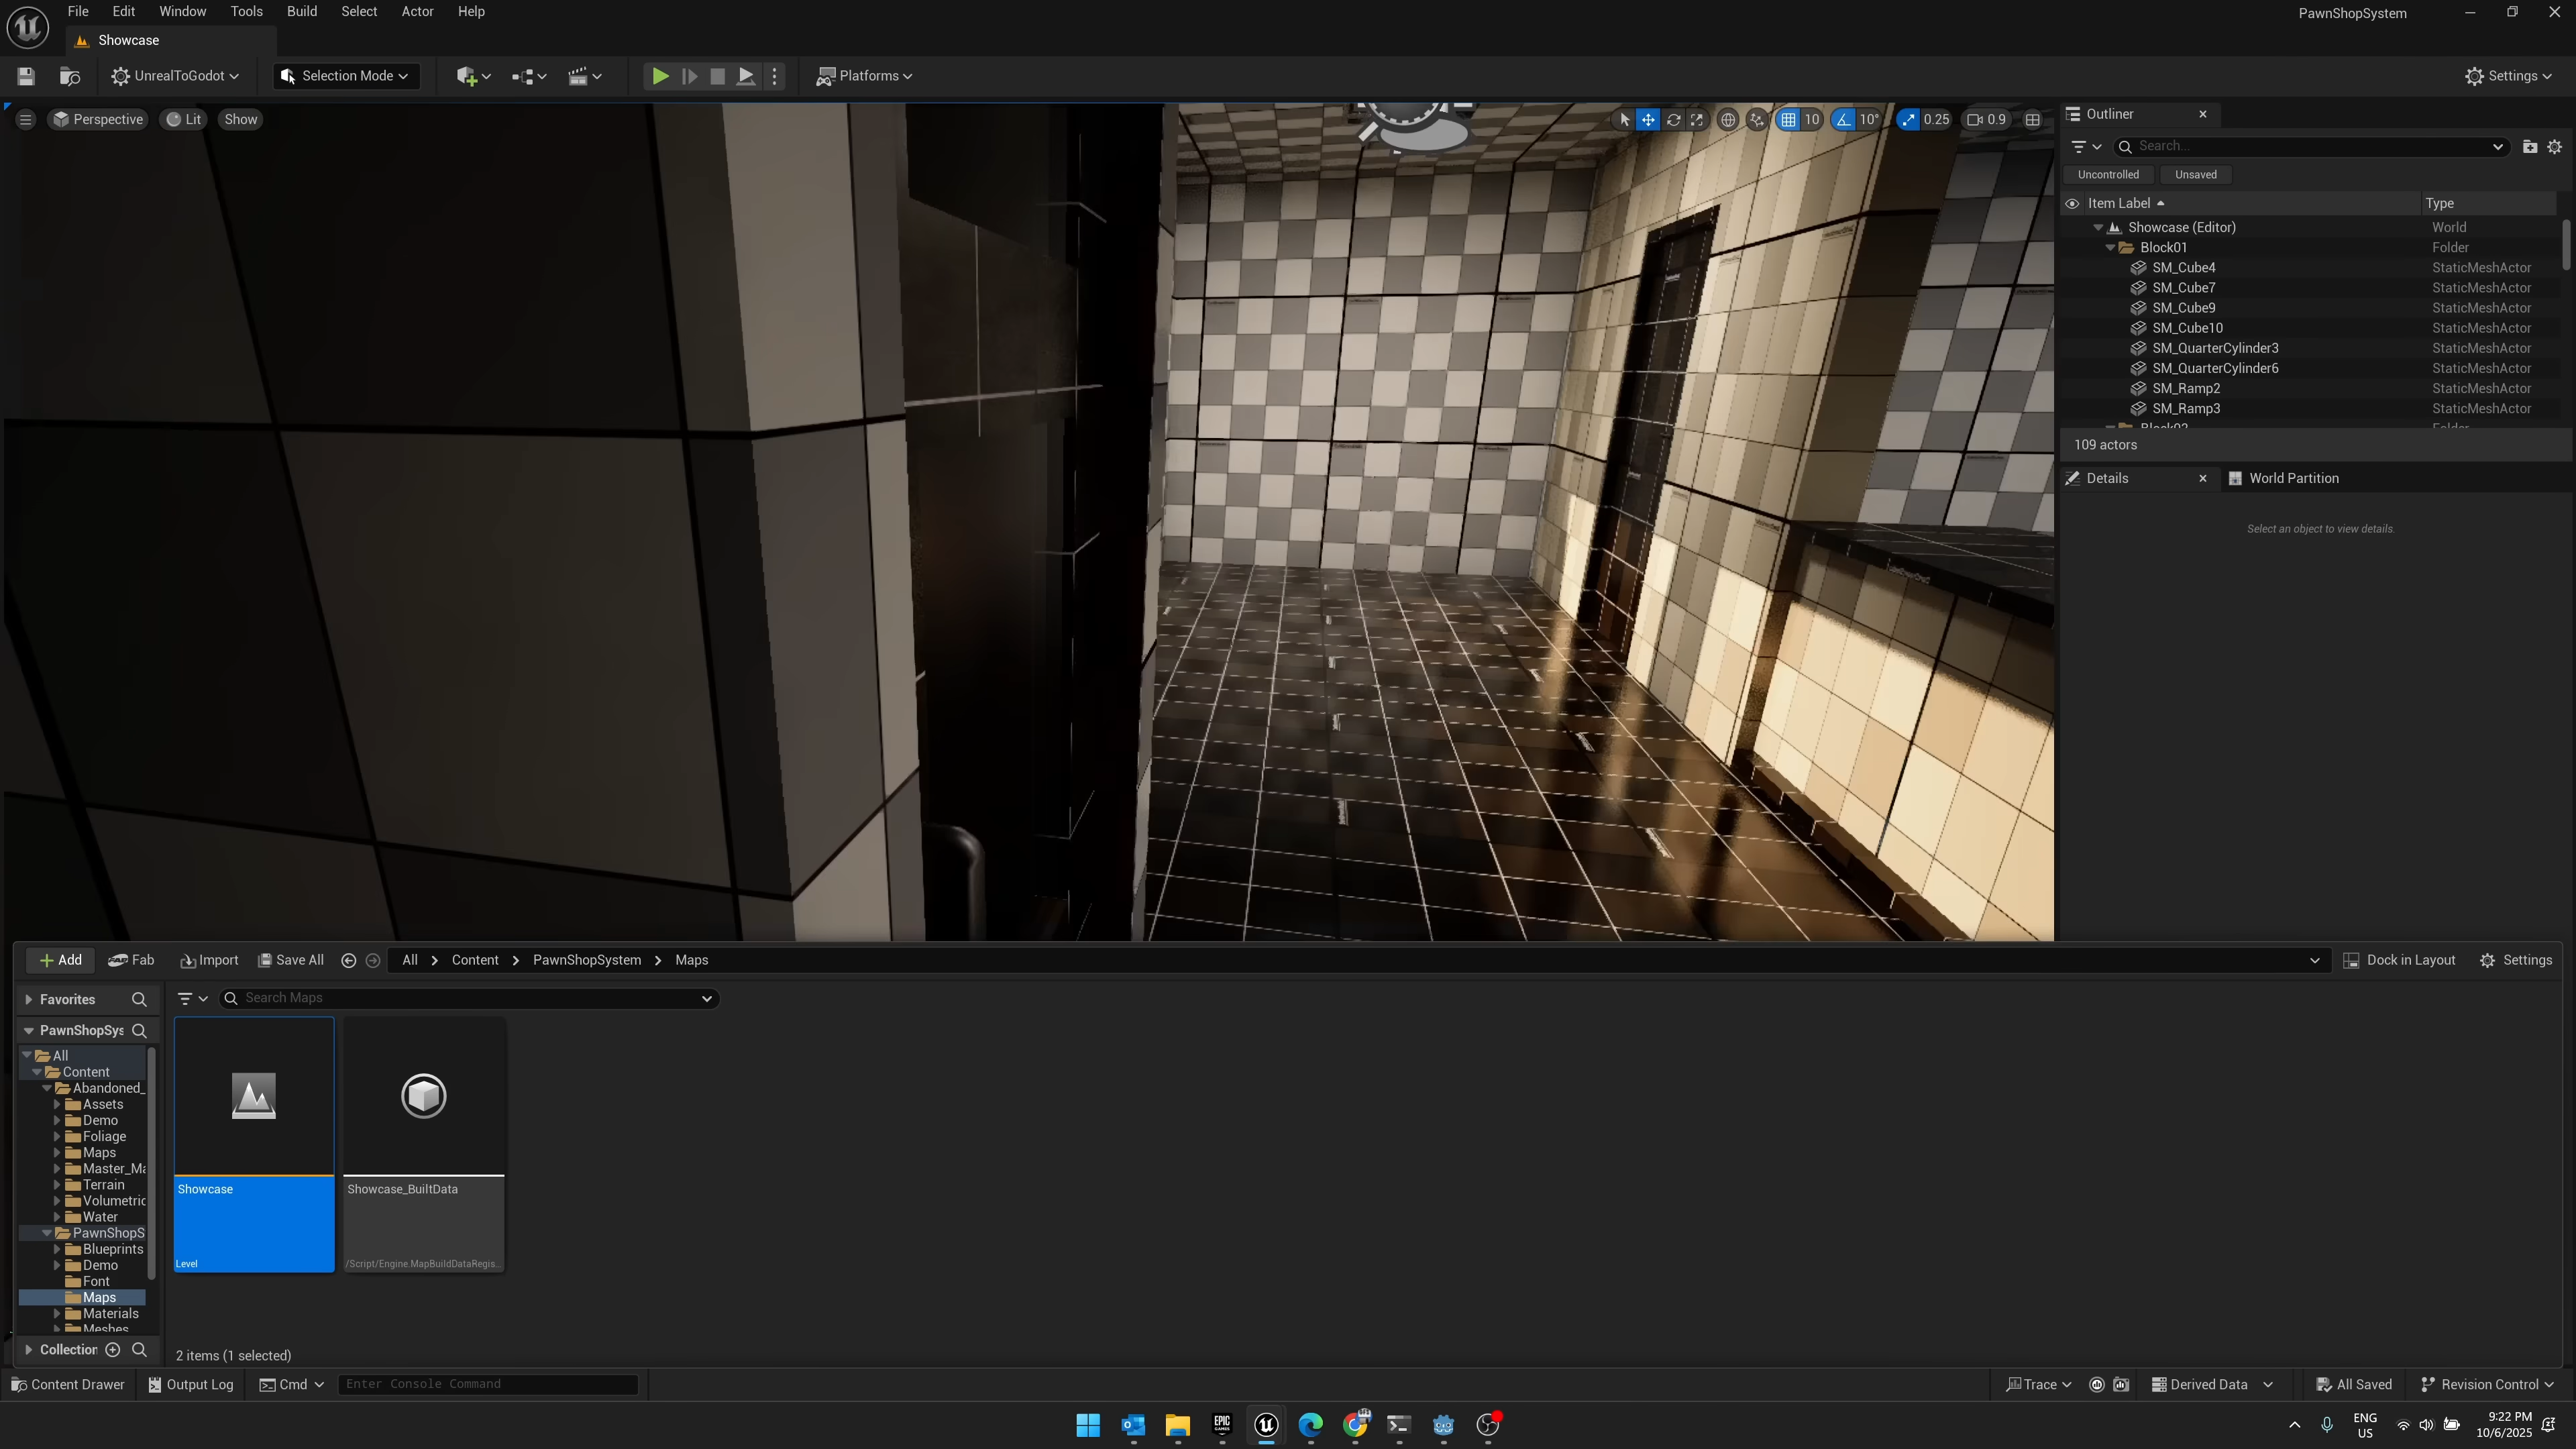 File Edit Window Tools Build Select Actor Help
PawnShopSystem
Showcase
UnrealToGodot
Selection Mode
Platforms
Settings
Perspective Lit Show
10 10° 0.25 0.9
Outliner
Search...
Uncontrolled Unsaved
Item Label Type
Showcase (Editor) World
Block01 Folder
SM_Cube4 StaticMeshActor
SM_Cube7 StaticMeshActor
SM_Cube9 StaticMeshActor
SM_Cube10 StaticMeshActor
SM_QuarterCylinder3 StaticMeshActor
SM_QuarterCylinder6 StaticMeshActor
SM_Ramp2 StaticMeshActor
SM_Ramp3 StaticMeshActor
109 actors
Details World Partition
Select an object to view details.
Add Fab Import Save All All Content PawnShopSystem Maps Dock in Layout Settings
Favorites
Search Maps
PawnShopSys
All
Content
Abandoned_
Assets
Demo
Foliage
Maps
Master_Ma
Terrain
Volumetric
Water
PawnShopS
Blueprints
Demo
Font
Maps
Materials
Meshes
Collection
Showcase
Level
Showcase_BuiltData
/Script/Engine.MapBuildDataRegis...
2 items (1 selected)
Content Drawer Output Log Cmd Enter Console Command Trace Derived Data All Saved Revision Control
EPIC GAMES
ENG
US
9:22 PM
10/6/2025